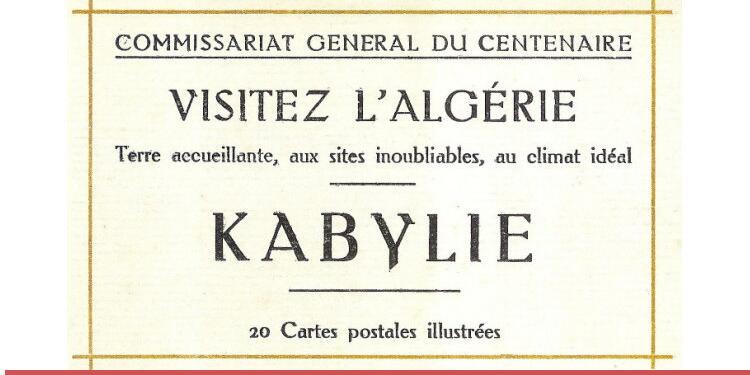 COMMISSARIAT GENERAL DU CENTENAIRE
VISITEZ L'ALGÉRIE
Terre accueillante, aux sites inoubliables, au climat idéal
KABYLIE
20 Cartes postales illustrées